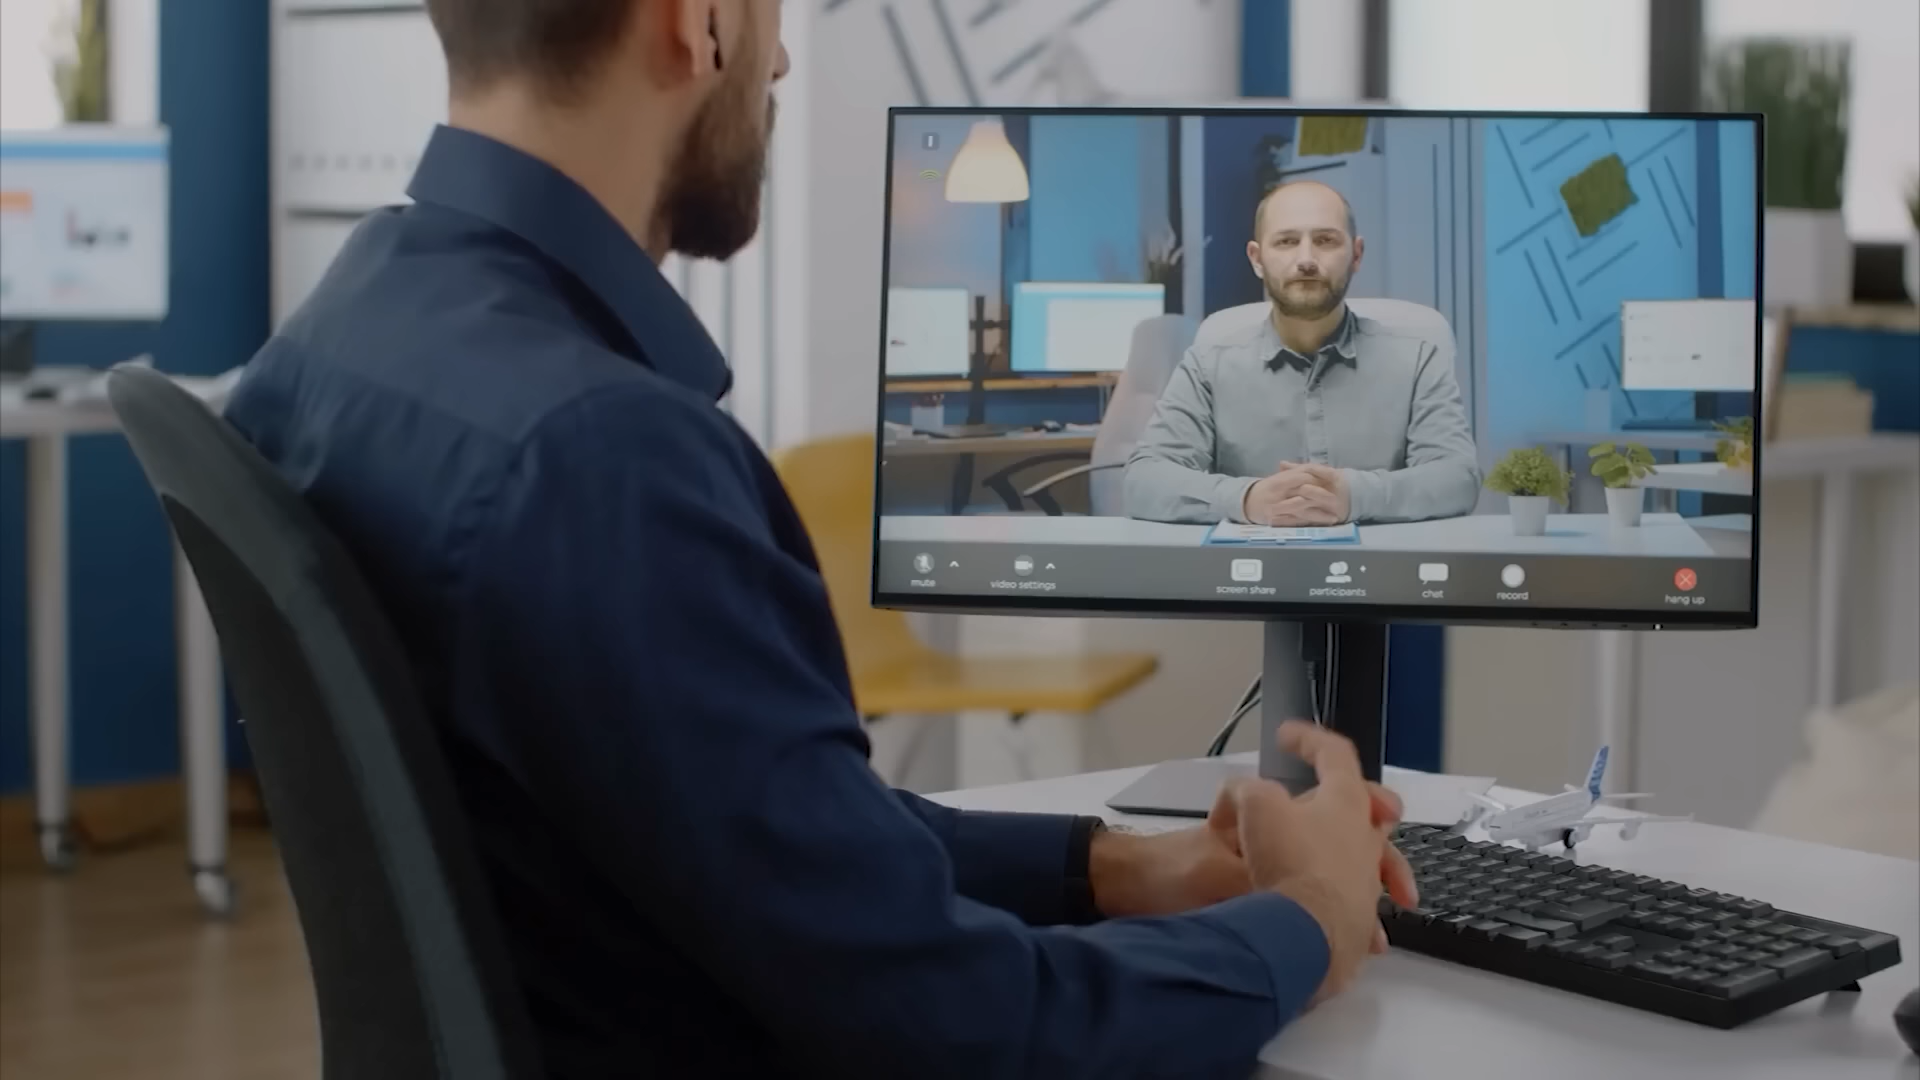 mute
video settings
screen share
participants
chat
record
hang up